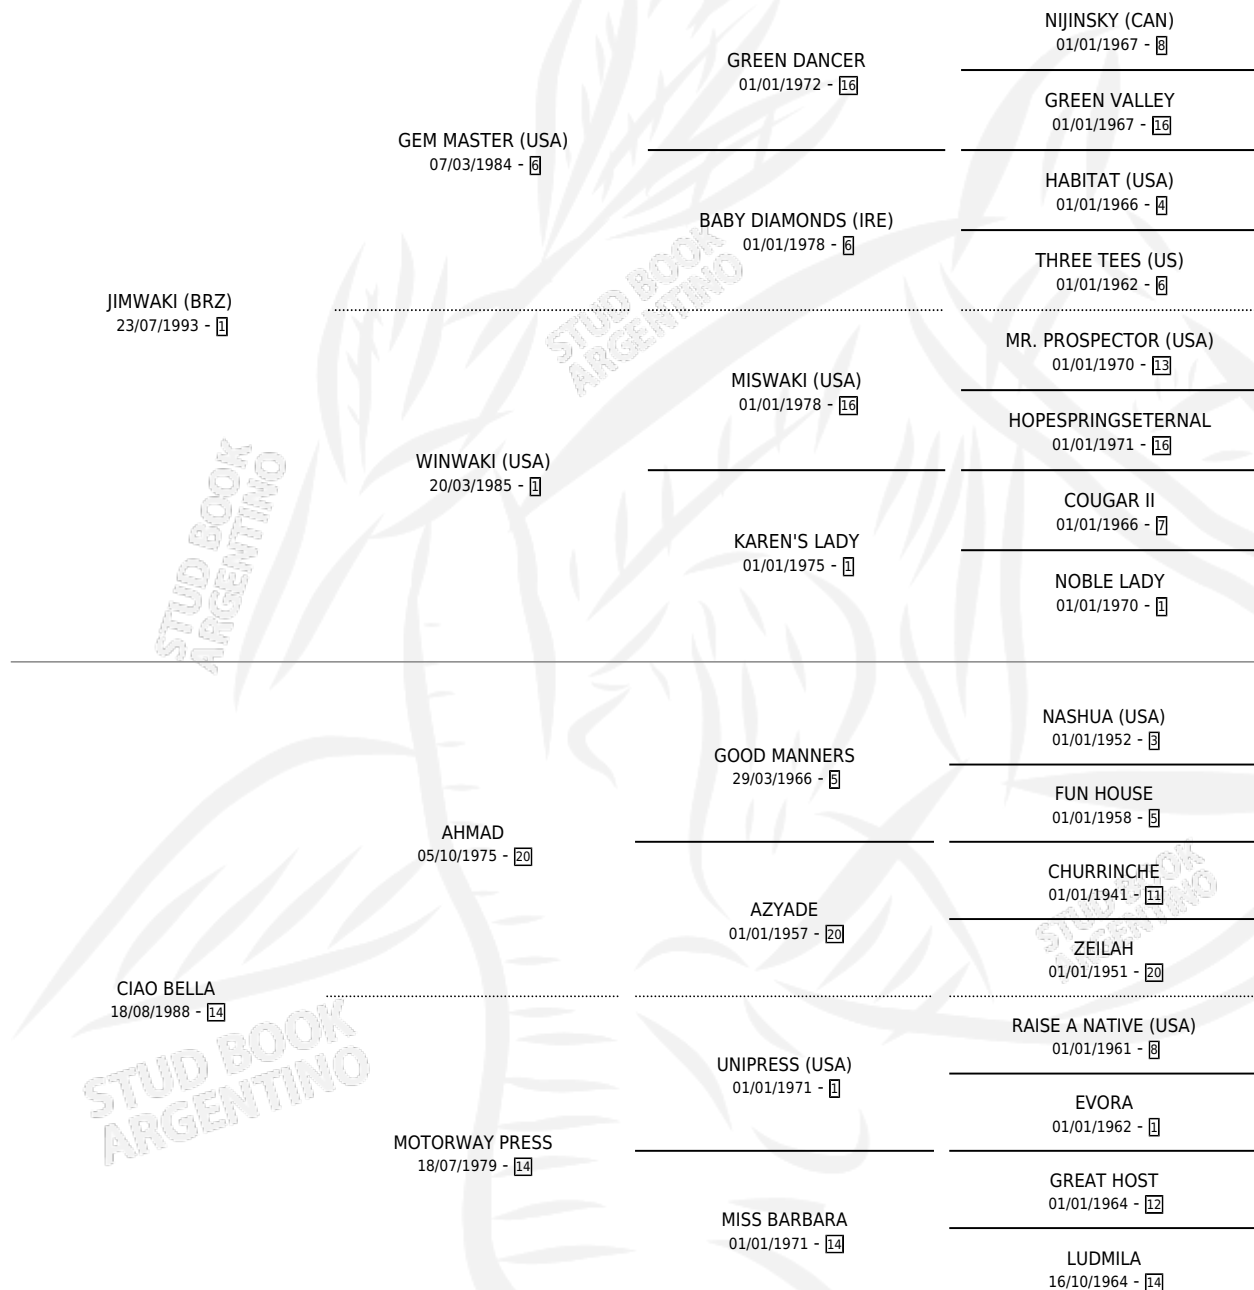 NIJINSKY (CAN)
01/01/1967 - 8
GREEN DANCER
01/01/1972 - 16
GREEN VALLEY
01/01/1967 - 16
GEM MASTER (USA)
07/03/1984 - 6
HABITAT (USA)
01/01/1966 - 4
BABY DIAMONDS (IRE)
01/01/1978 - 6
THREE TEES (US)
01/01/1962 - 6
JIMWAKI (BRZ)
23/07/1993 - 1
STUD BOOK
ARGENTINO
MR. PROSPECTOR (USA)
01/01/1970 - 13
MISWAKI (USA)
01/01/1978 - 16
HOPESPRINGSETERNAL
01/01/1971 - 16
WINWAKI (USA)
20/03/1985 - 1
COUGAR II
01/01/1966 - 7
KAREN'S LADY
01/01/1975 - 1
NOBLE LADY
01/01/1970 - 1
STUD BOOK
ARGENTINO
NASHUA (USA)
01/01/1952 - 3
GOOD MANNERS
29/03/1966 - 5
FUN HOUSE
01/01/1958 - 5
AHMAD
05/10/1975 - 20
CHURRINCHE
01/01/1941 - 11
AZYADE
01/01/1957 - 20
ZEILAH
01/01/1951 - 20
STUD BOOK
ARGENTINO
CIAO BELLA
18/08/1988 - 14
RAISE A NATIVE (USA)
01/01/1961 - 8
UNIPRESS (USA)
01/01/1971 - 1
EVORA
01/01/1962 - 1
STUD BOOK
ARGENTINO
MOTORWAY PRESS
18/07/1979 - 14
GREAT HOST
01/01/1964 - 12
MISS BARBARA
01/01/1971 - 14
LUDMILA
16/10/1964 - 14